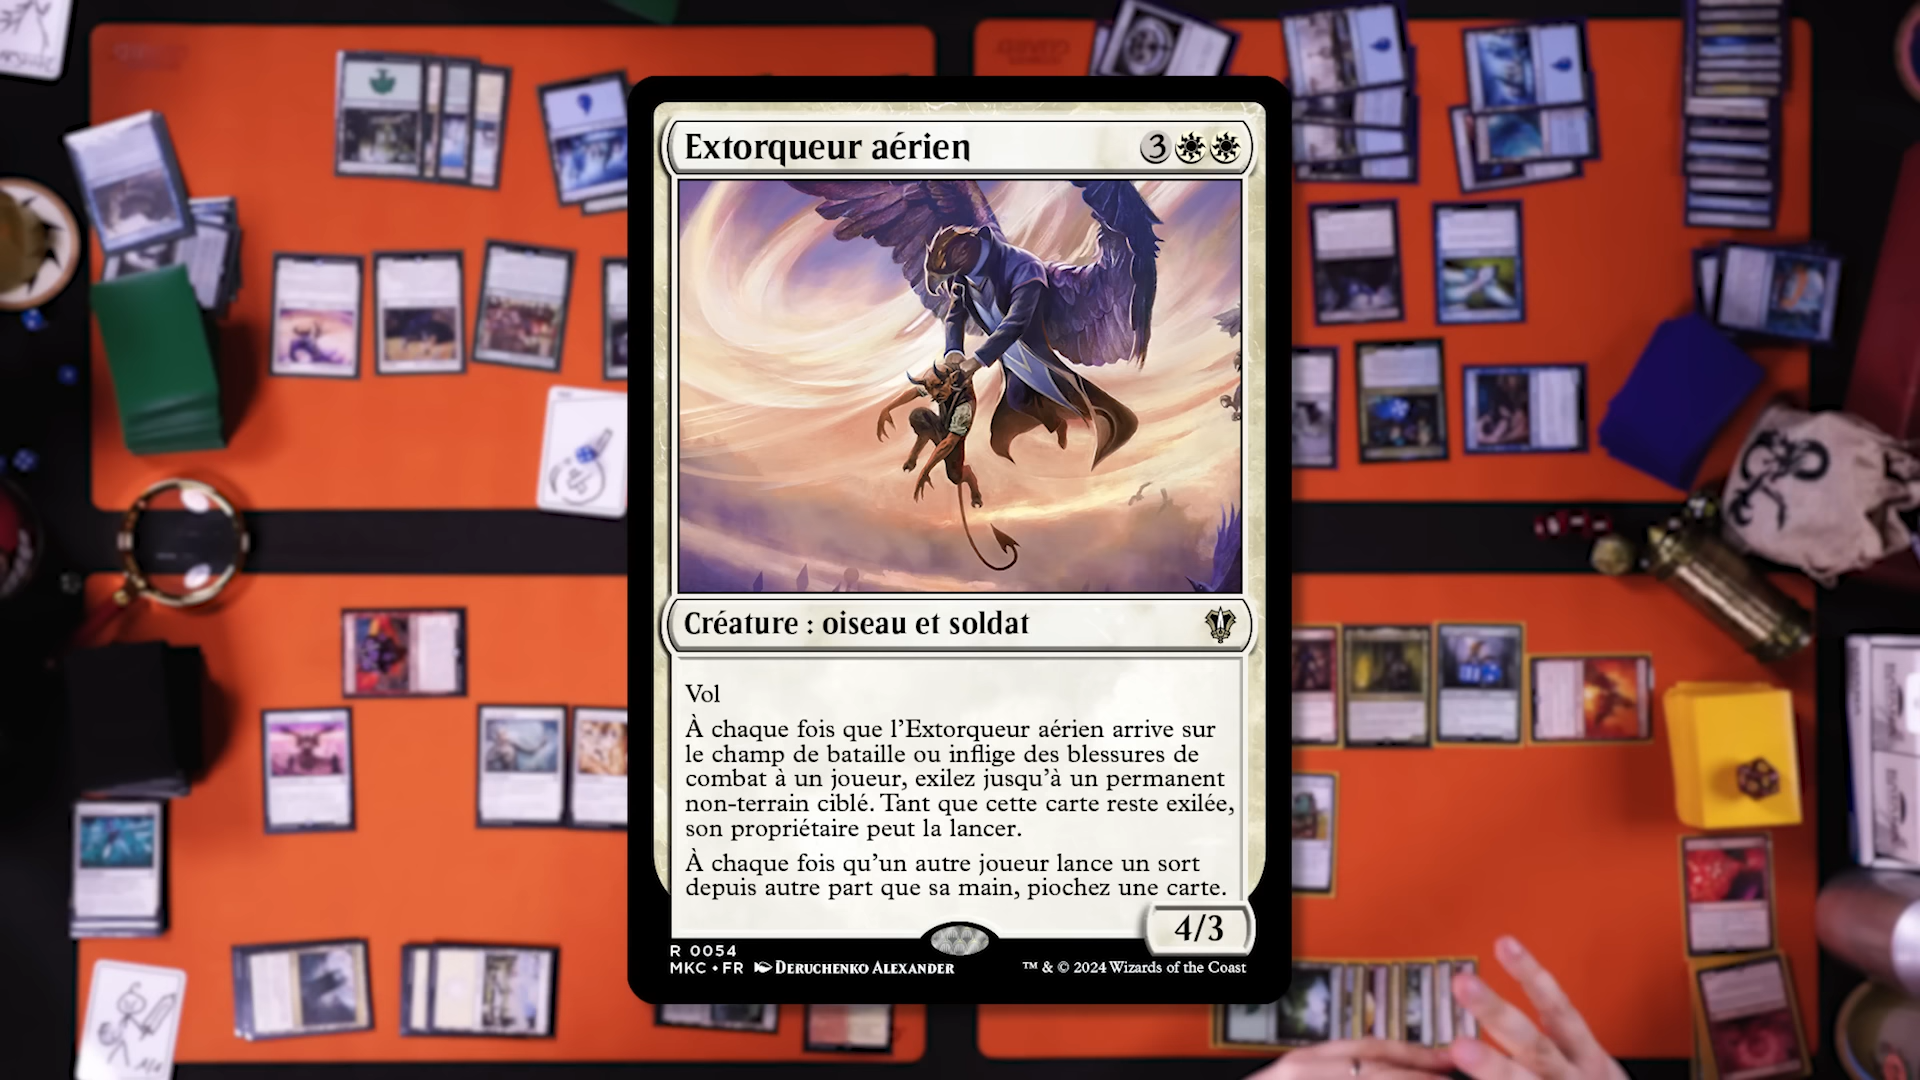 Extorqueur aérien
3
Créature : oiseau et soldat
Vol
À chaque fois que l'Extorqueur aérien arrive sur
le champ de bataille ou inflige des blessures de
combat à un joueur, exilez jusqu'à un permanent
non-terrain ciblé. Tant que cette carte reste exilée,
son propriétaire peut la lancer.
À chaque fois qu'un autre joueur lance un sort
depuis autre part que sa main, piochez une carte.
4/3
R 0054
MKC • FR Deruchenko Alexander
™ & © 2024 Wizards of the Coast